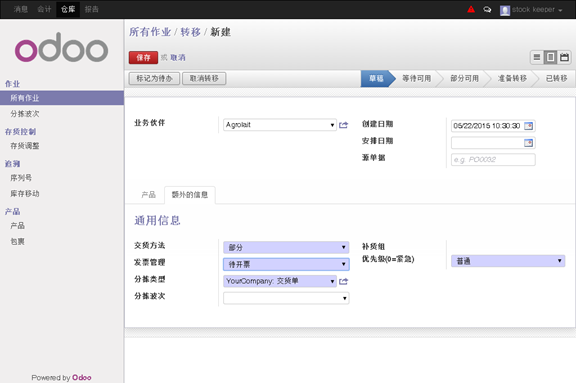 消息 会计 仓库 报告 stock keeper
odoo
所有作业 / 转移 / 新建
保存 或 取消
标记为待办 取消转移 草稿 等待可用 部分可用 准备转移 已转移
作业
所有作业
分拣波次
存货控制
存货调整
追溯
序列号
库存移动
产品
产品
包裹
业务伙伴 Agrolait 创建日期 05/22/2015 10:30:30
安排日期
源单据 e.g. PO0032
产品 额外的信息
通用信息
交货方法 部分 补货组
发票管理 待开票 优先级(0=紧急) 普通
分拣类型 YourCompany: 交货单
分拣波次
Powered by Odoo